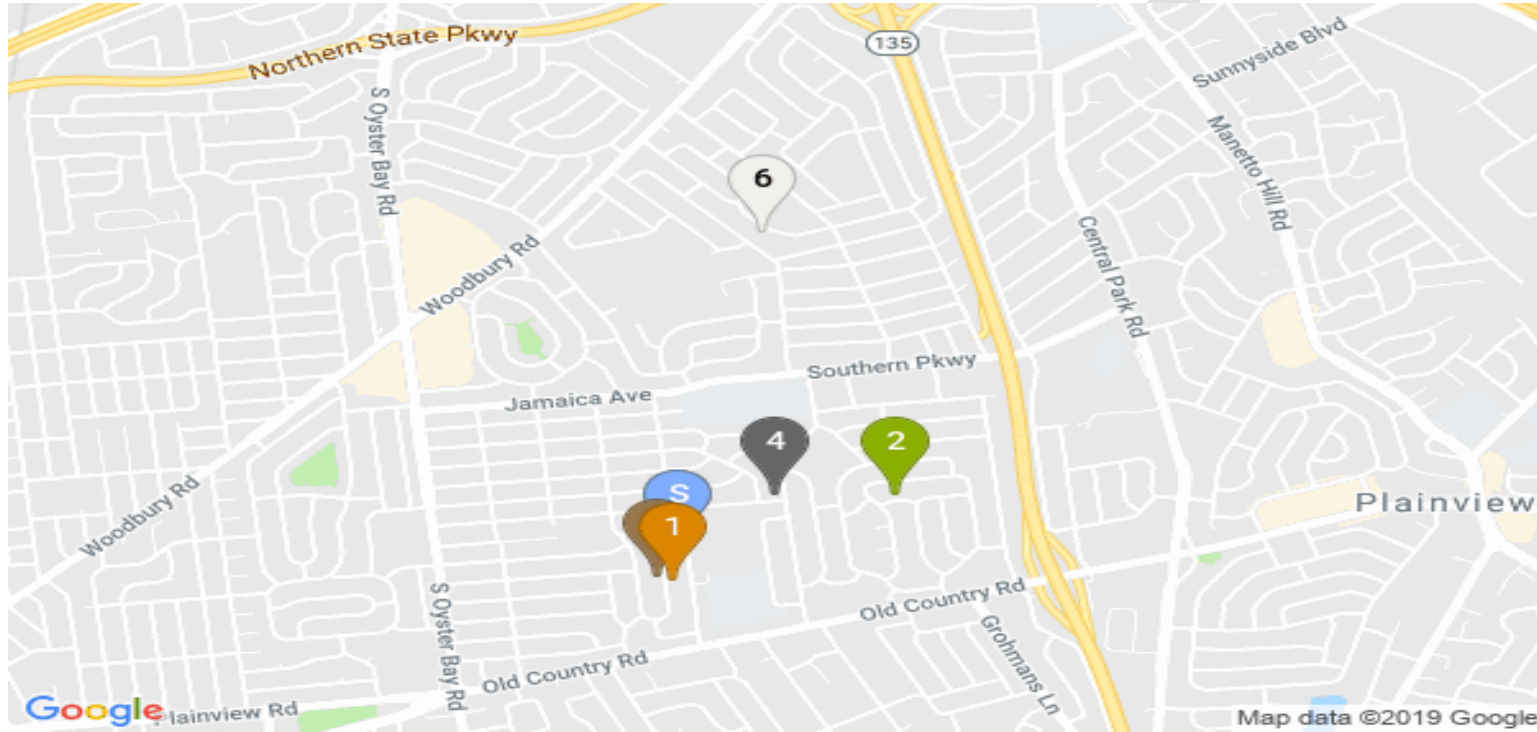 Northern State Pkwy
135
Sunnyside Blvd
S Oyster Bay Rd
Manetto Hill Rd
6
Woodbury Rd
Central Park Rd
Southern Pkwy
Jamaica Ave
4
2
S
1
Woodbury Rd
Plainview
S Oyster Bay Rd
Old Country Rd
Grohmans Ln
Old Country Rd
Google
Plainview Rd
Map data ©2019 Google